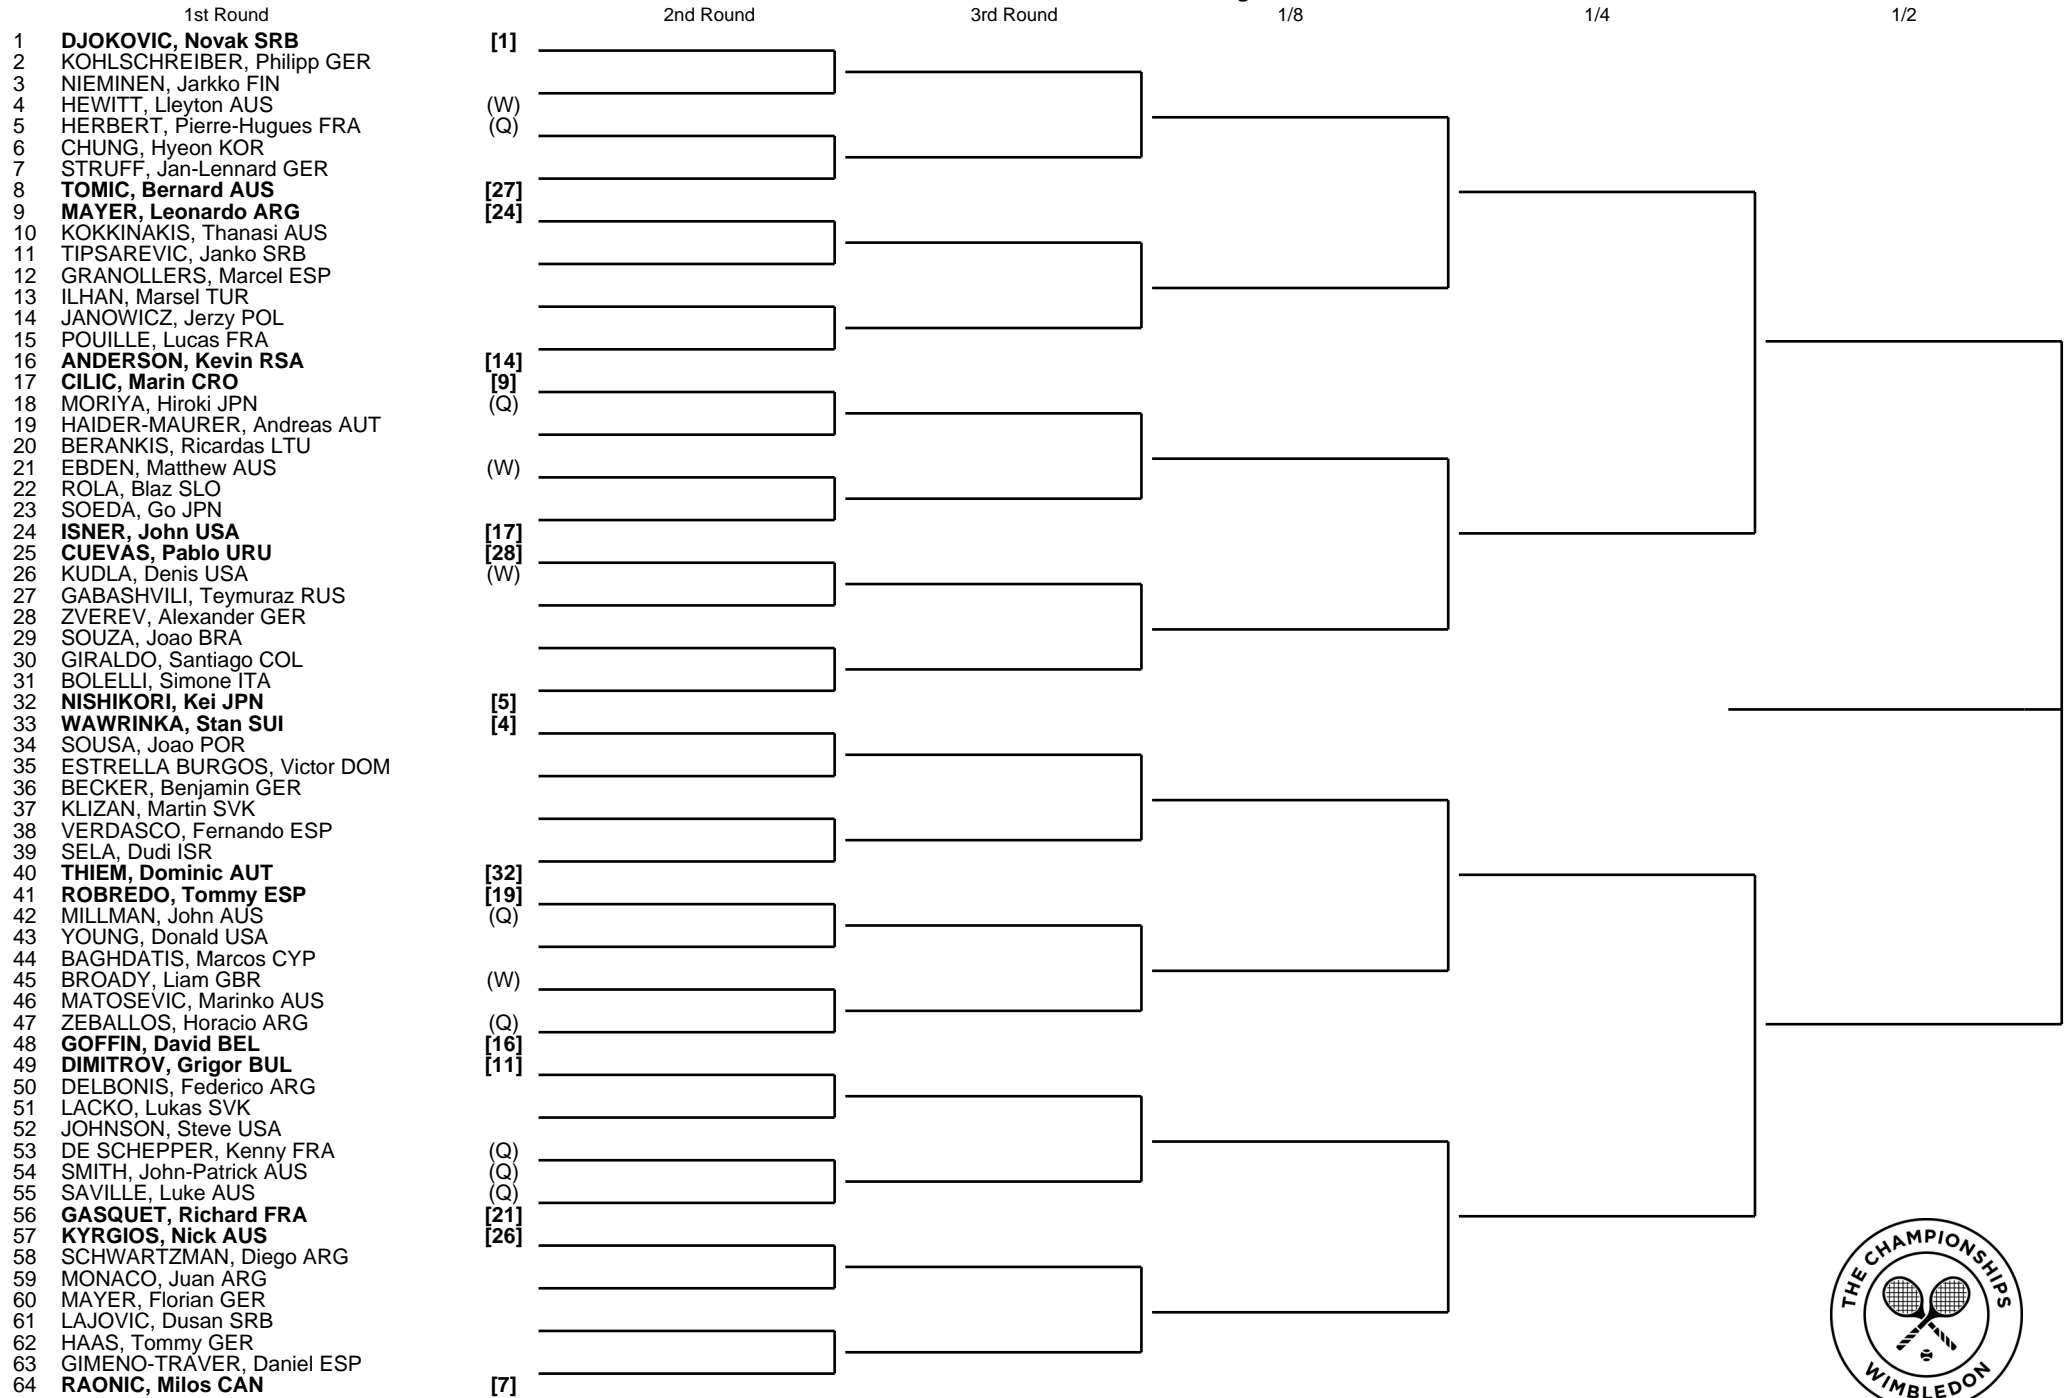 1st Round 2nd Round 3rd Round 1/8 1/4 1/2
1 DJOKOVIC, Novak SRB [1]
2 KOHLSCHREIBER, Philipp GER
3 NIEMINEN, Jarkko FIN
4 HEWITT, Lleyton AUS (W)
5 HERBERT, Pierre-Hugues FRA (Q)
6 CHUNG, Hyeon KOR
7 STRUFF, Jan-Lennard GER
8 TOMIC, Bernard AUS [27]
9 MAYER, Leonardo ARG [24]
10 KOKKINAKIS, Thanasi AUS
11 TIPSAREVIC, Janko SRB
12 GRANOLLERS, Marcel ESP
13 ILHAN, Marsel TUR
14 JANOWICZ, Jerzy POL
15 POUILLE, Lucas FRA
16 ANDERSON, Kevin RSA [14]
17 CILIC, Marin CRO [9]
18 MORIYA, Hiroki JPN (Q)
19 HAIDER-MAURER, Andreas AUT
20 BERANKIS, Ricardas LTU
21 EBDEN, Matthew AUS (W)
22 ROLA, Blaz SLO
23 SOEDA, Go JPN
24 ISNER, John USA [17]
25 CUEVAS, Pablo URU [28]
26 KUDLA, Denis USA (W)
27 GABASHVILI, Teymuraz RUS
28 ZVEREV, Alexander GER
29 SOUZA, Joao BRA
30 GIRALDO, Santiago COL
31 BOLELLI, Simone ITA
32 NISHIKORI, Kei JPN [5]
33 WAWRINKA, Stan SUI [4]
34 SOUSA, Joao POR
35 ESTRELLA BURGOS, Victor DOM
36 BECKER, Benjamin GER
37 KLIZAN, Martin SVK
38 VERDASCO, Fernando ESP
39 SELA, Dudi ISR
40 THIEM, Dominic AUT [32]
41 ROBREDO, Tommy ESP [19]
42 MILLMAN, John AUS (Q)
43 YOUNG, Donald USA
44 BAGHDATIS, Marcos CYP
45 BROADY, Liam GBR (W)
46 MATOSEVIC, Marinko AUS
47 ZEBALLOS, Horacio ARG (Q)
48 GOFFIN, David BEL [16]
49 DIMITROV, Grigor BUL [11]
50 DELBONIS, Federico ARG
51 LACKO, Lukas SVK
52 JOHNSON, Steve USA
53 DE SCHEPPER, Kenny FRA (Q)
54 SMITH, John-Patrick AUS (Q)
55 SAVILLE, Luke AUS (Q)
56 GASQUET, Richard FRA [21]
57 KYRGIOS, Nick AUS [26]
58 SCHWARTZMAN, Diego ARG
59 MONACO, Juan ARG
60 MAYER, Florian GER
61 LAJOVIC, Dusan SRB
62 HAAS, Tommy GER
63 GIMENO-TRAVER, Daniel ESP
64 RAONIC, Milos CAN [7]
THE CHAMPIONSHIPS
WIMBLEDON